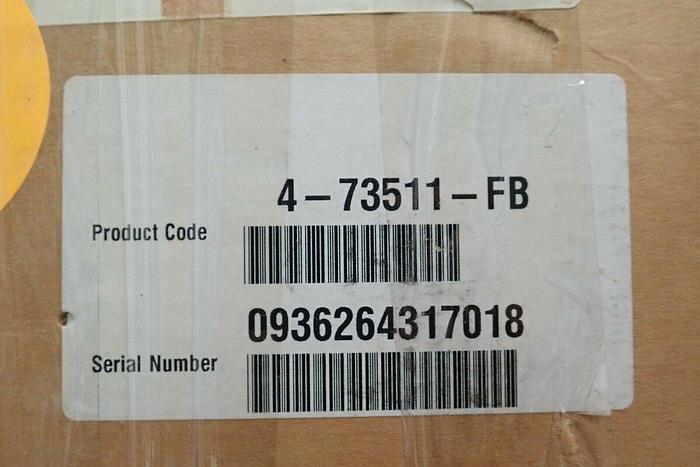 4-73511-FB
Product Code
0936264317018
Serial Number